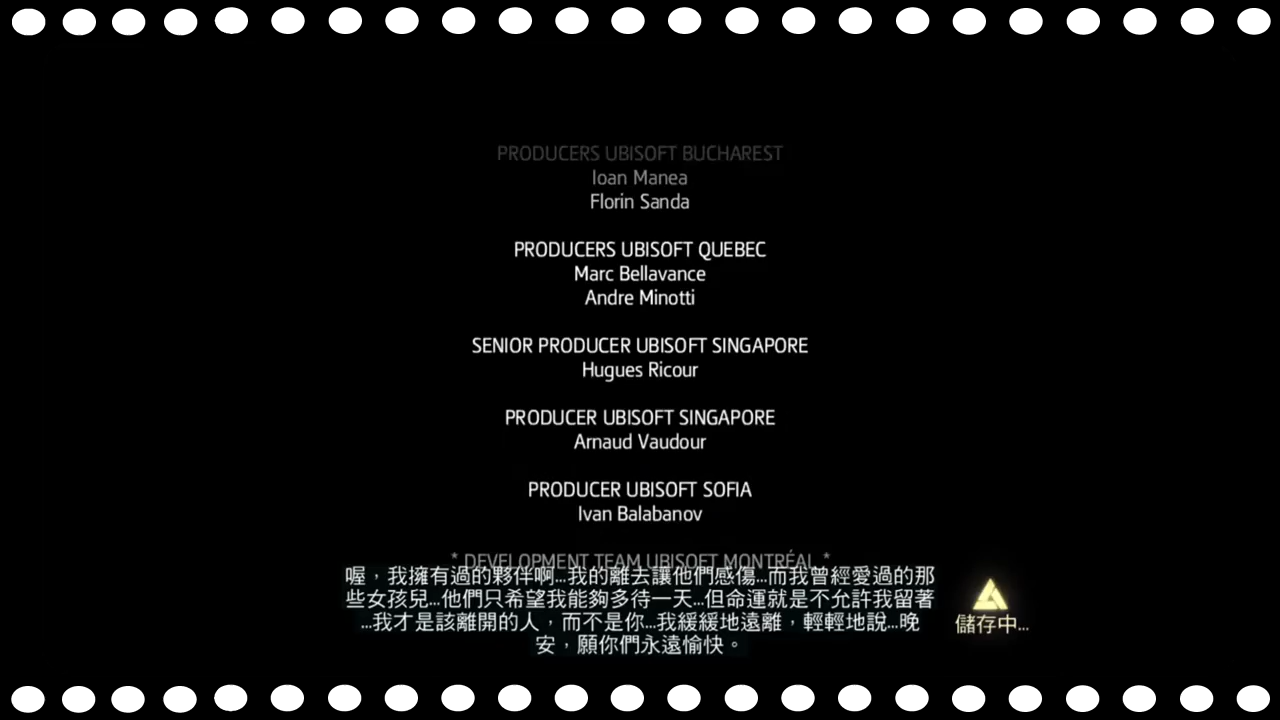 PRODUCERS UBISOFT BUCHAREST
Ioan Manea
Florin Sanda
PRODUCERS UBISOFT QUEBEC
Marc Bellavance
Andre Minotti
SENIOR PRODUCER UBISOFT SINGAPORE
Hugues Ricour
PRODUCER UBISOFT SINGAPORE
Arnaud Vaudour
PRODUCER UBISOFT SOFIA
Ivan Balabanov
* DEVELOPMENT TEAM UBISOFT MONTRÉAL *
喔，我擁有過的夥伴啊...我的離去讓他們感傷...而我曾經愛過的那
些女孩兒...他們只希望我能夠多待一天...但命運就是不允許我留著
...我才是該離開的人，而不是你...我緩緩地遠離，輕輕地說...晚
安，願你們永遠愉快。
儲存中...